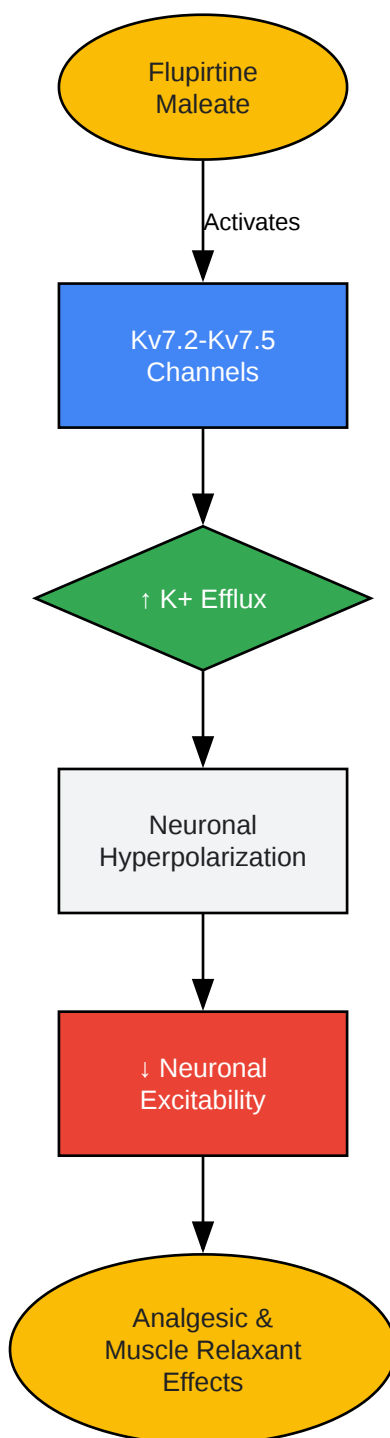 Flupirtine
Maleate
Activates
Kv7.2-Kv7.5
Channels
↑ K+ Efflux
Neuronal
Hyperpolarization
↓ Neuronal
Excitability
Analgesic &
Muscle Relaxant
Effects